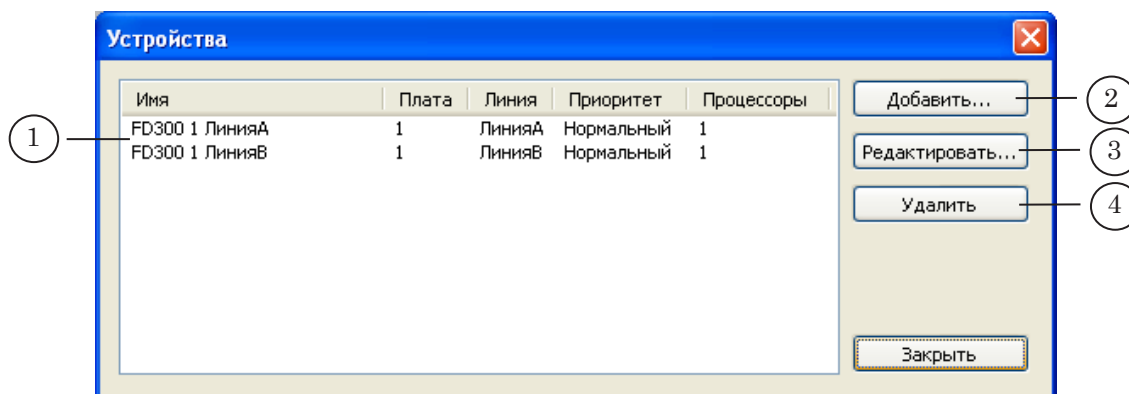 Устройства
Имя Плата Линия Приоритет Процессоры
FD300 1 ЛинияA 1 ЛинияA Нормальный 1
FD300 1 ЛинияB 1 ЛинияB Нормальный 1
Добавить...
Редактировать...
Удалить
Закрыть
1
2
3
4